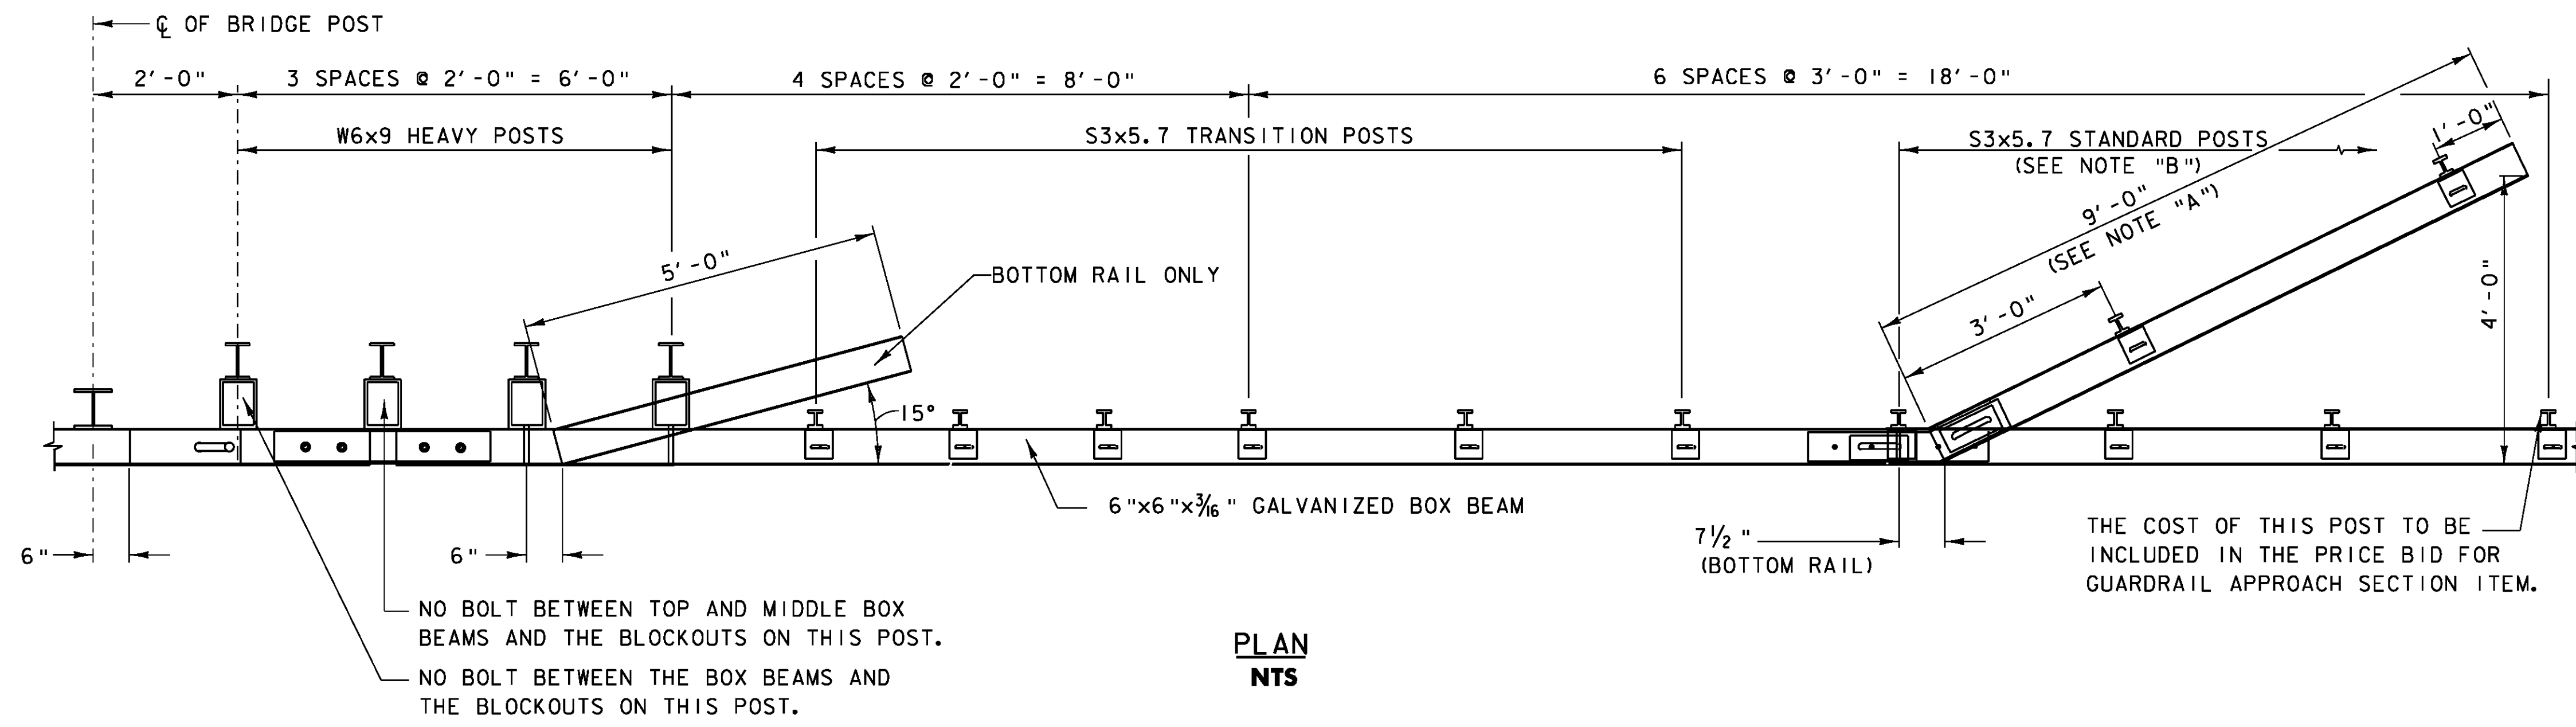 ℄ OF BRIDGE POST
2'-0"
3 SPACES @ 2'-0" = 6'-0"
4 SPACES @ 2'-0" = 8'-0"
6 SPACES @ 3'-0" = 18'-0"
W6x9 HEAVY POSTS
S3x5.7 TRANSITION POSTS
S3x5.7 STANDARD POSTS
(SEE NOTE "B")
1'-0"
9'-0"
(SEE NOTE "A")
5'-0"
BOTTOM RAIL ONLY
3'-0"
4'-0"
15°
6"x6"x3/16" GALVANIZED BOX BEAM
6"
6"
7 1/2"
(BOTTOM RAIL)
THE COST OF THIS POST TO BE
INCLUDED IN THE PRICE BID FOR
GUARDRAIL APPROACH SECTION ITEM.
NO BOLT BETWEEN TOP AND MIDDLE BOX
BEAMS AND THE BLOCKOUTS ON THIS POST.
NO BOLT BETWEEN THE BOX BEAMS AND
THE BLOCKOUTS ON THIS POST.
PLAN
NTS